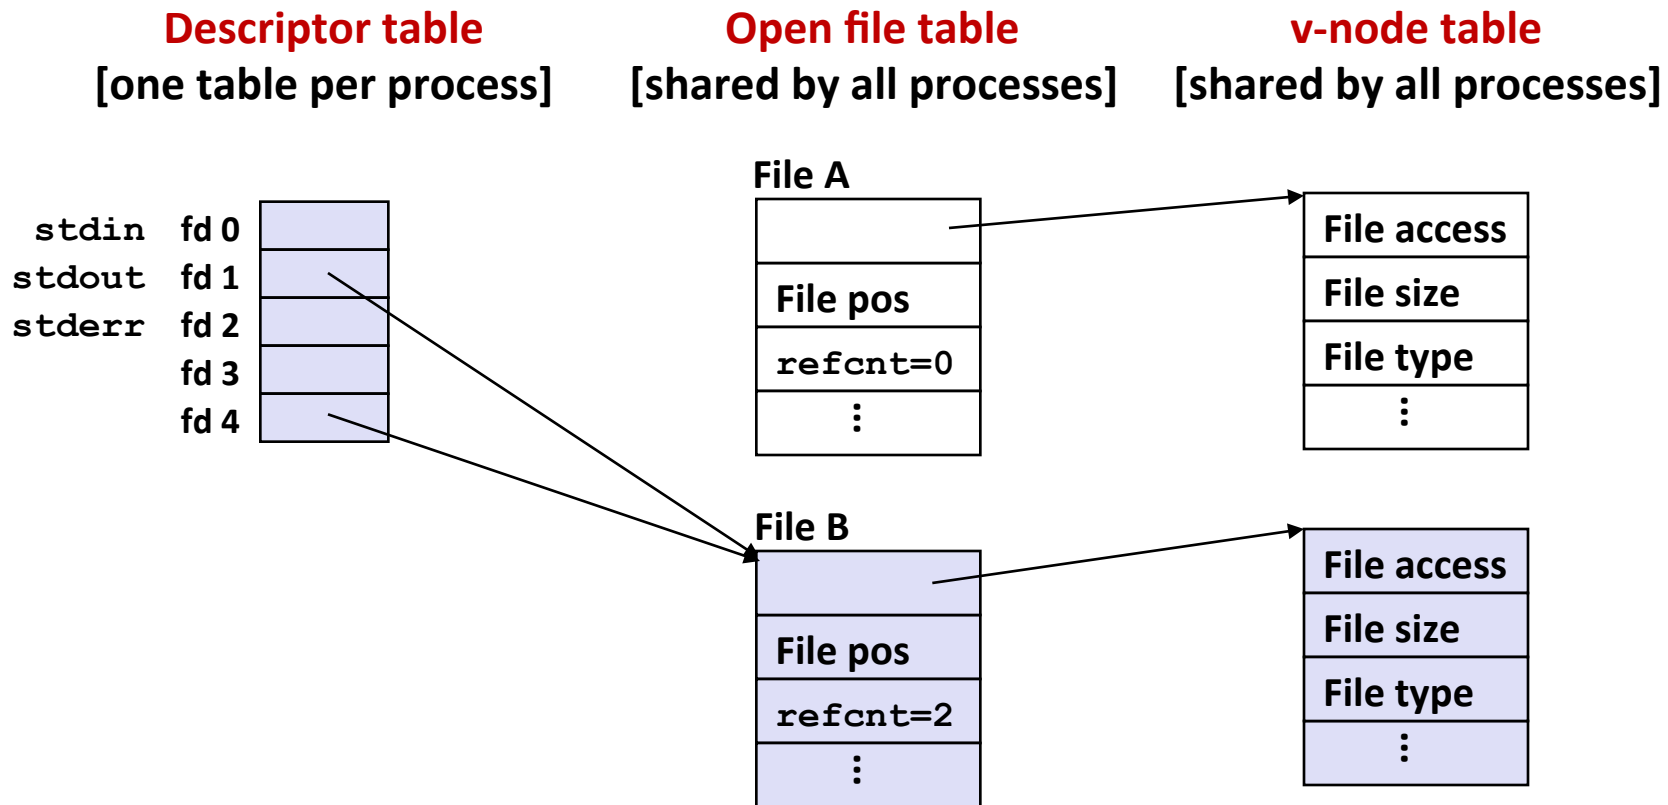 Descriptor table
[one table per process]
Open file table
[shared by all processes]
v-node table
[shared by all processes]
stdin fd 0
stdout fd 1
stderr fd 2
fd 3
fd 4
File A
File pos
refcnt=0
⋮
File access
File size
File type
⋮
File B
File pos
refcnt=2
⋮
File access
File size
File type
⋮